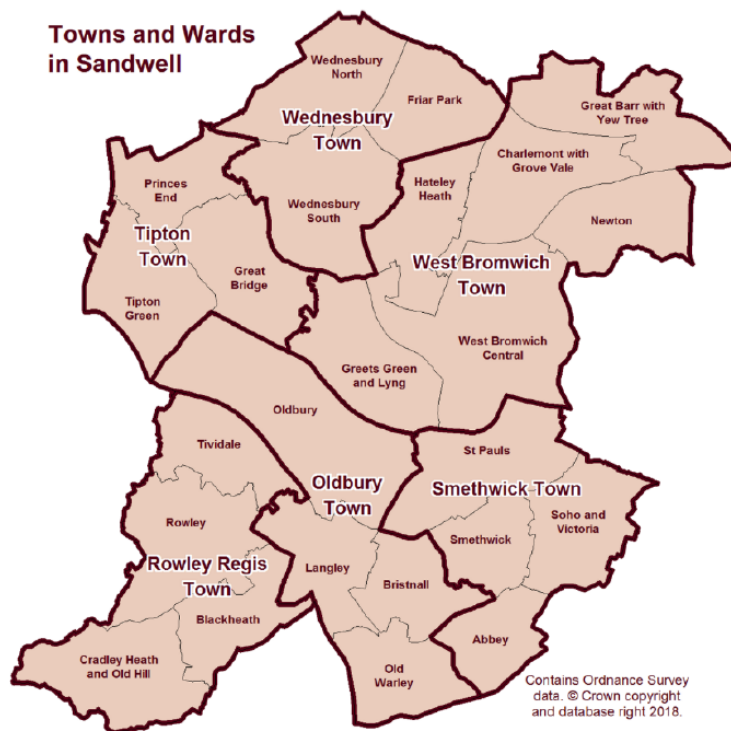 Towns and Wards
in Sandwell
Wednesbury
North
Friar Park
Great Barr with
Yew Tree
Wednesbury
Town
Charlemont with
Grove Vale
Princes
End
Hateley
Heath
Wednesbury
South
Newton
Tipton
Town
Great
Bridge
West Bromwich
Town
Tipton
Green
West Bromwich
Central
Greets Green
and Lyng
Oldbury
Tividale
St Pauls
Oldbury
Town
Smethwick Town
Rowley
Soho and
Victoria
Smethwick
Rowley Regis
Town
Langley
Bristnall
Blackheath
Abbey
Cradley Heath
and Old Hill
Old
Warley
Contains Ordnance Survey
data. © Crown copyright
and database right 2018.